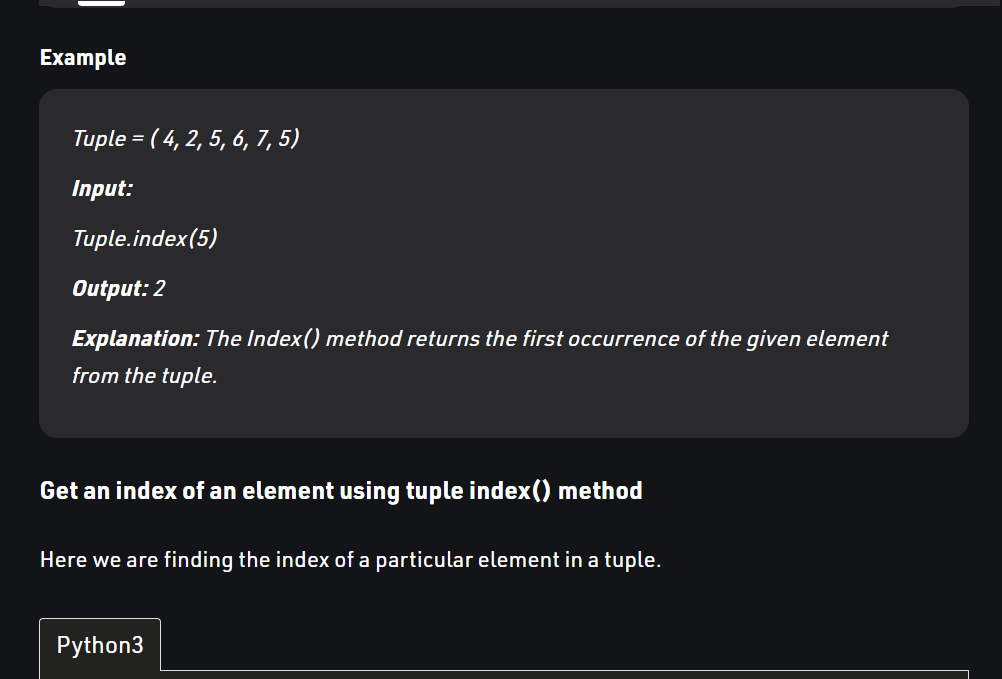 Example
Tuple = ( 4, 2, 5, 6, 7, 5)
Input:
Tuple.index(5)
Output: 2
Explanation: The Index() method returns the first occurrence of the given element
from the tuple.
Get an index of an element using tuple index() method
Here we are finding the index of a particular element in a tuple.
Python3